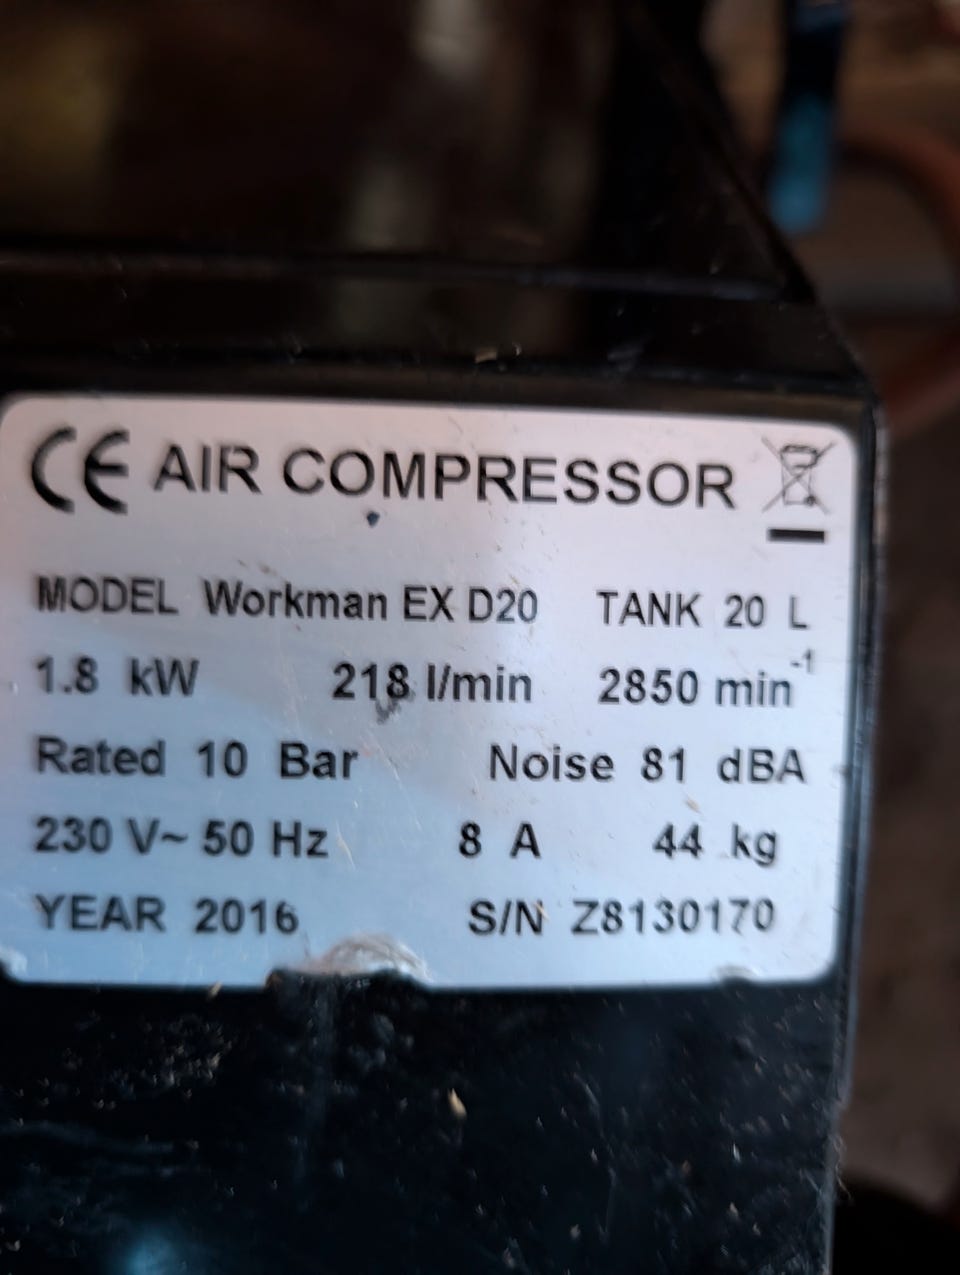 CE AIR COMPRESSOR
MODEL Workman EX D20 TANK 20 L
1.8 kW 218 l/min 2850 min⁻¹
Rated 10 Bar Noise 81 dBA
230 V~ 50 Hz 8 A 44 kg
YEAR 2016 S/N Z8130170